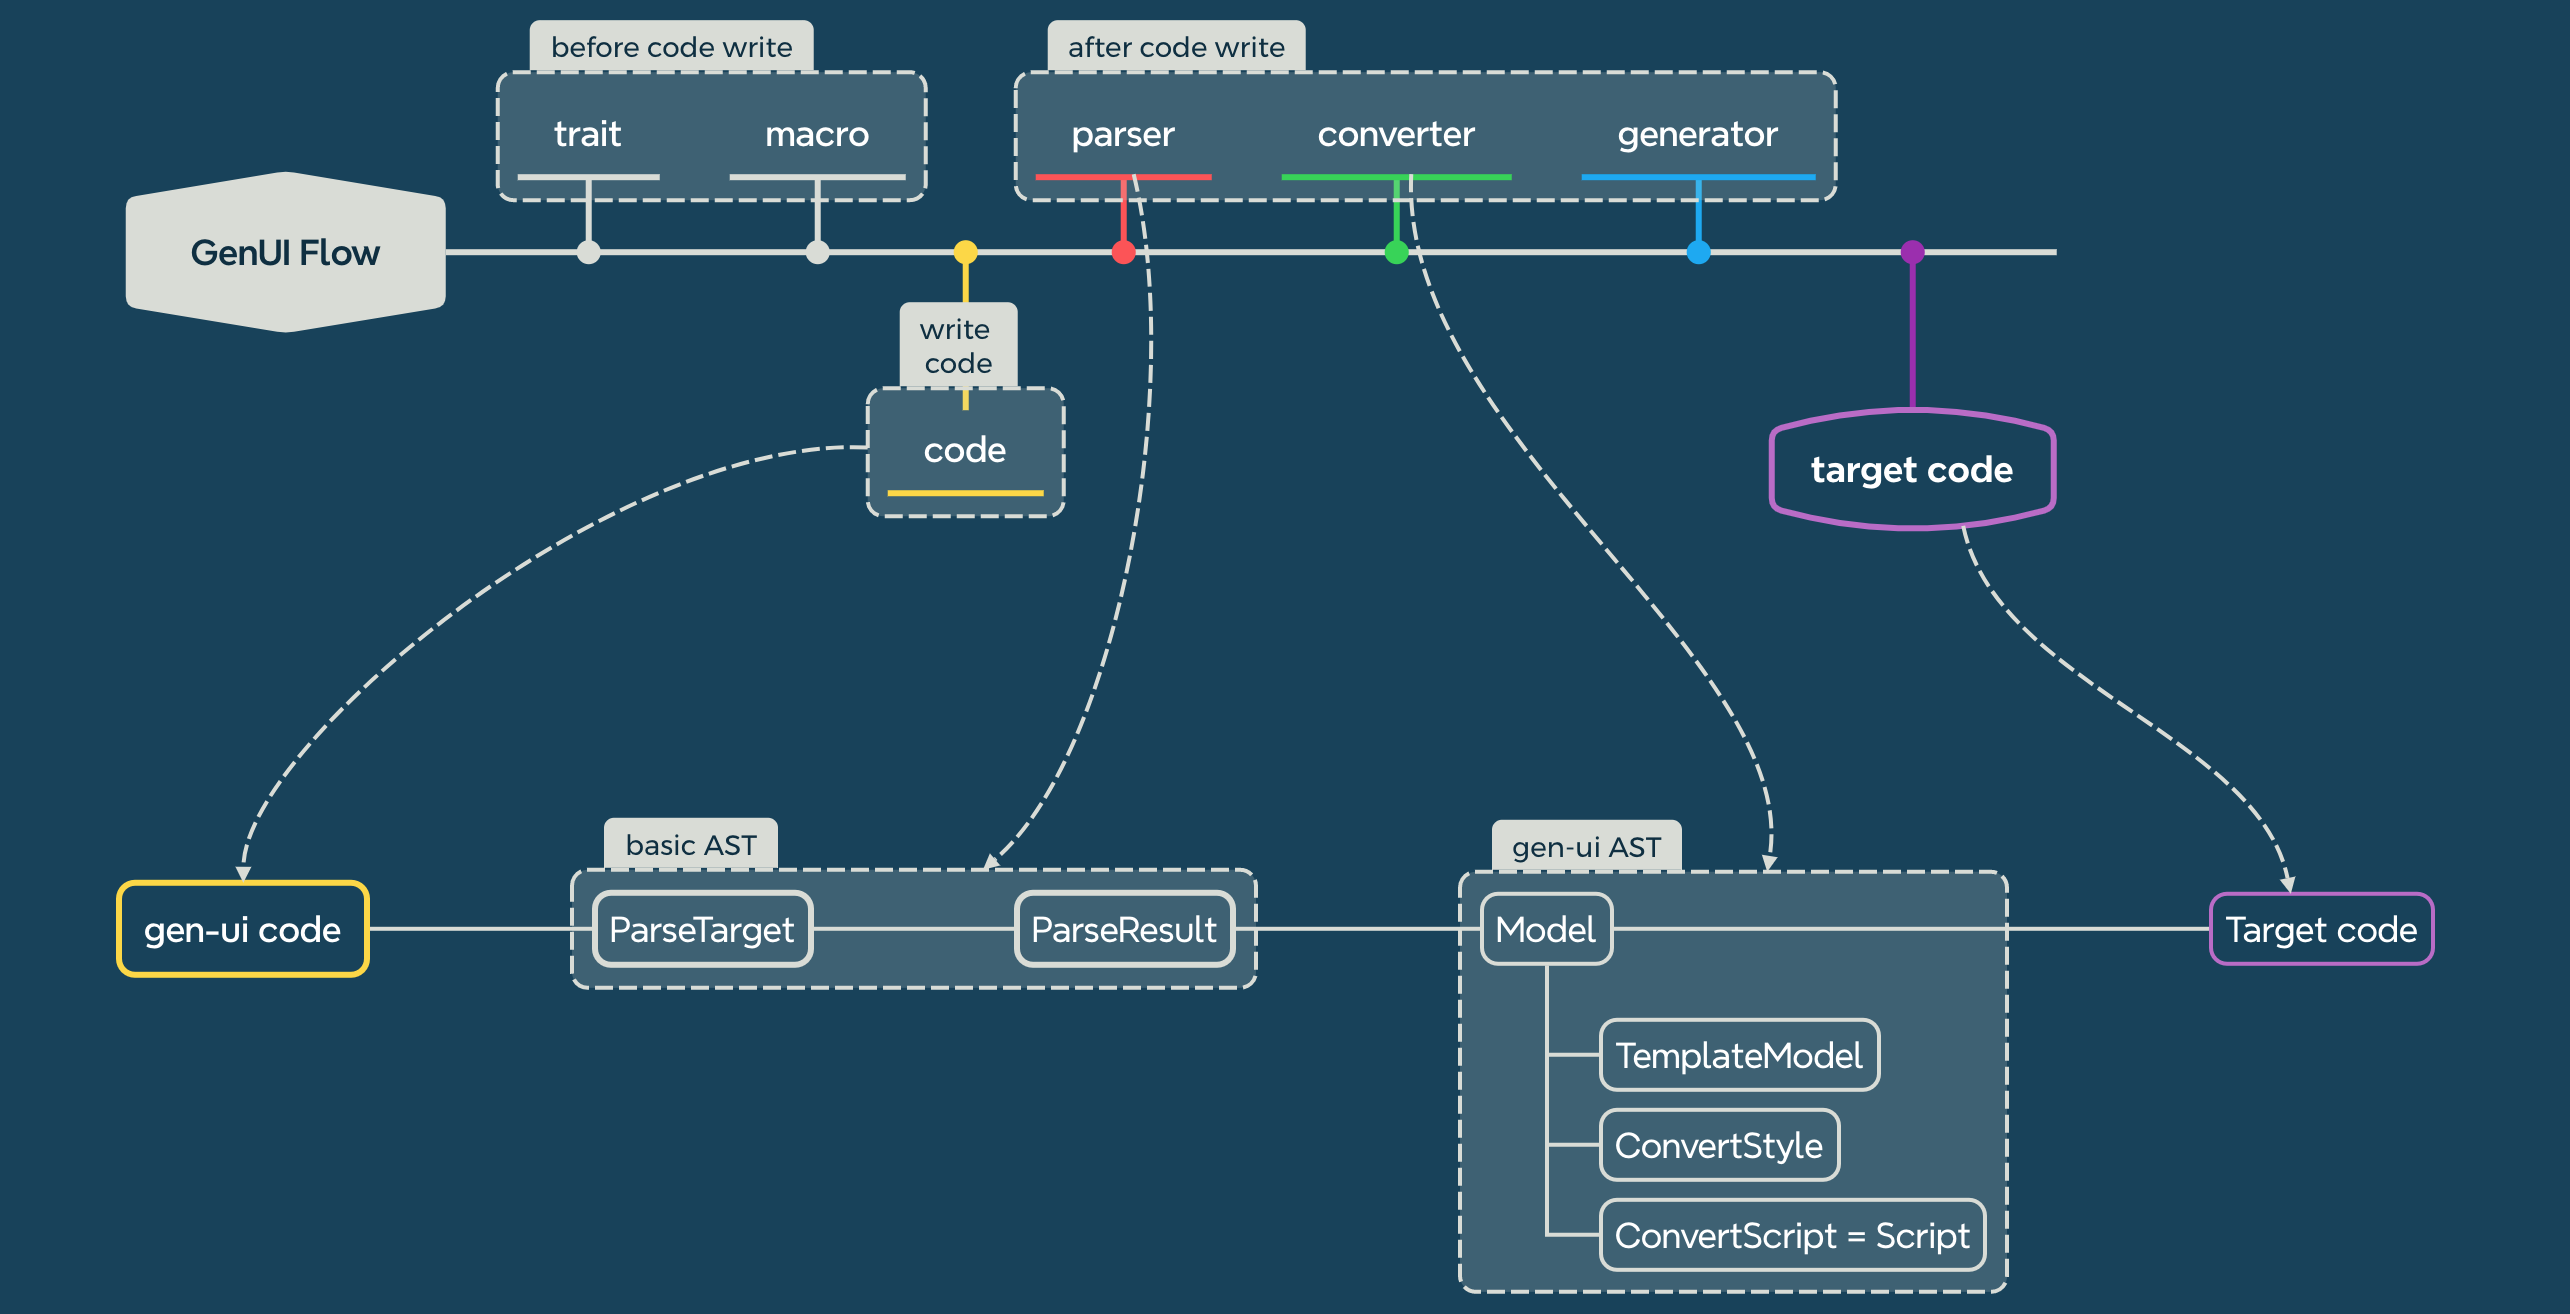 before code write
after code write
trait
macro
parser
converter
generator
GenUI Flow
write
code
code
target code
basic AST
gen-ui AST
gen-ui code
ParseTarget
ParseResult
Model
Target code
TemplateModel
ConvertStyle
ConvertScript = Script